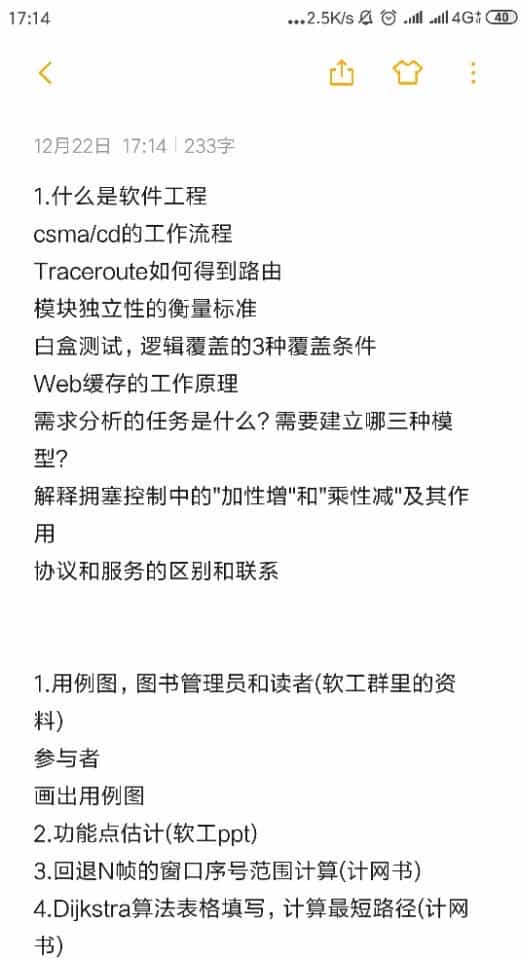 17:14
...2.5K/s 4G 40
12月22日 17:14 | 233字
1.什么是软件工程
csma/cd的工作流程
Traceroute如何得到路由
模块独立性的衡量标准
白盒测试，逻辑覆盖的3种覆盖条件
Web缓存的工作原理
需求分析的任务是什么？需要建立哪三种模
型？
解释拥塞控制中的"加性增"和"乘性减"及其作
用
协议和服务的区别和联系
1.用例图，图书管理员和读者(软工群里的资
料)
参与者
画出用例图
2.功能点估计(软工ppt)
3.回退N帧的窗口序号范围计算(计网书)
4.Dijkstra算法表格填写，计算最短路径(计网
书)